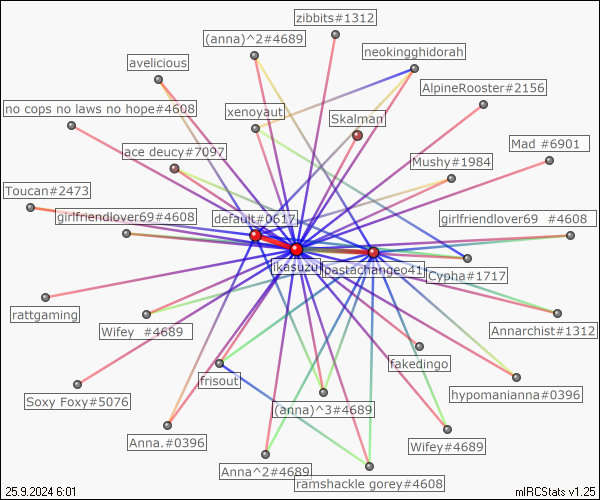 zibbits#1312
(anna)^2#4689
neokingghidorah
avelicious
AlpineRooster#2156
no cops no laws no hope#4608
xenoyaut
Skalman
Mad #6901
ace deucy#7097
Mushy#1984
Toucan#2473
girlfriendlover69#4608
default#0617
girlfriendlover69 #4608
ikasuzu
pastachangeo41
Cypha#1717
rattgaming
Wifey #4689
Annarchist#1312
fakedingo
frisout
hypomanianna#0396
Soxy Foxy#5076
(anna)^3#4689
Anna.#0396
Wifey#4689
Anna^2#4689
ramshackle gorey#4608
25.9.2024 6:01
mIRCStats v1.25